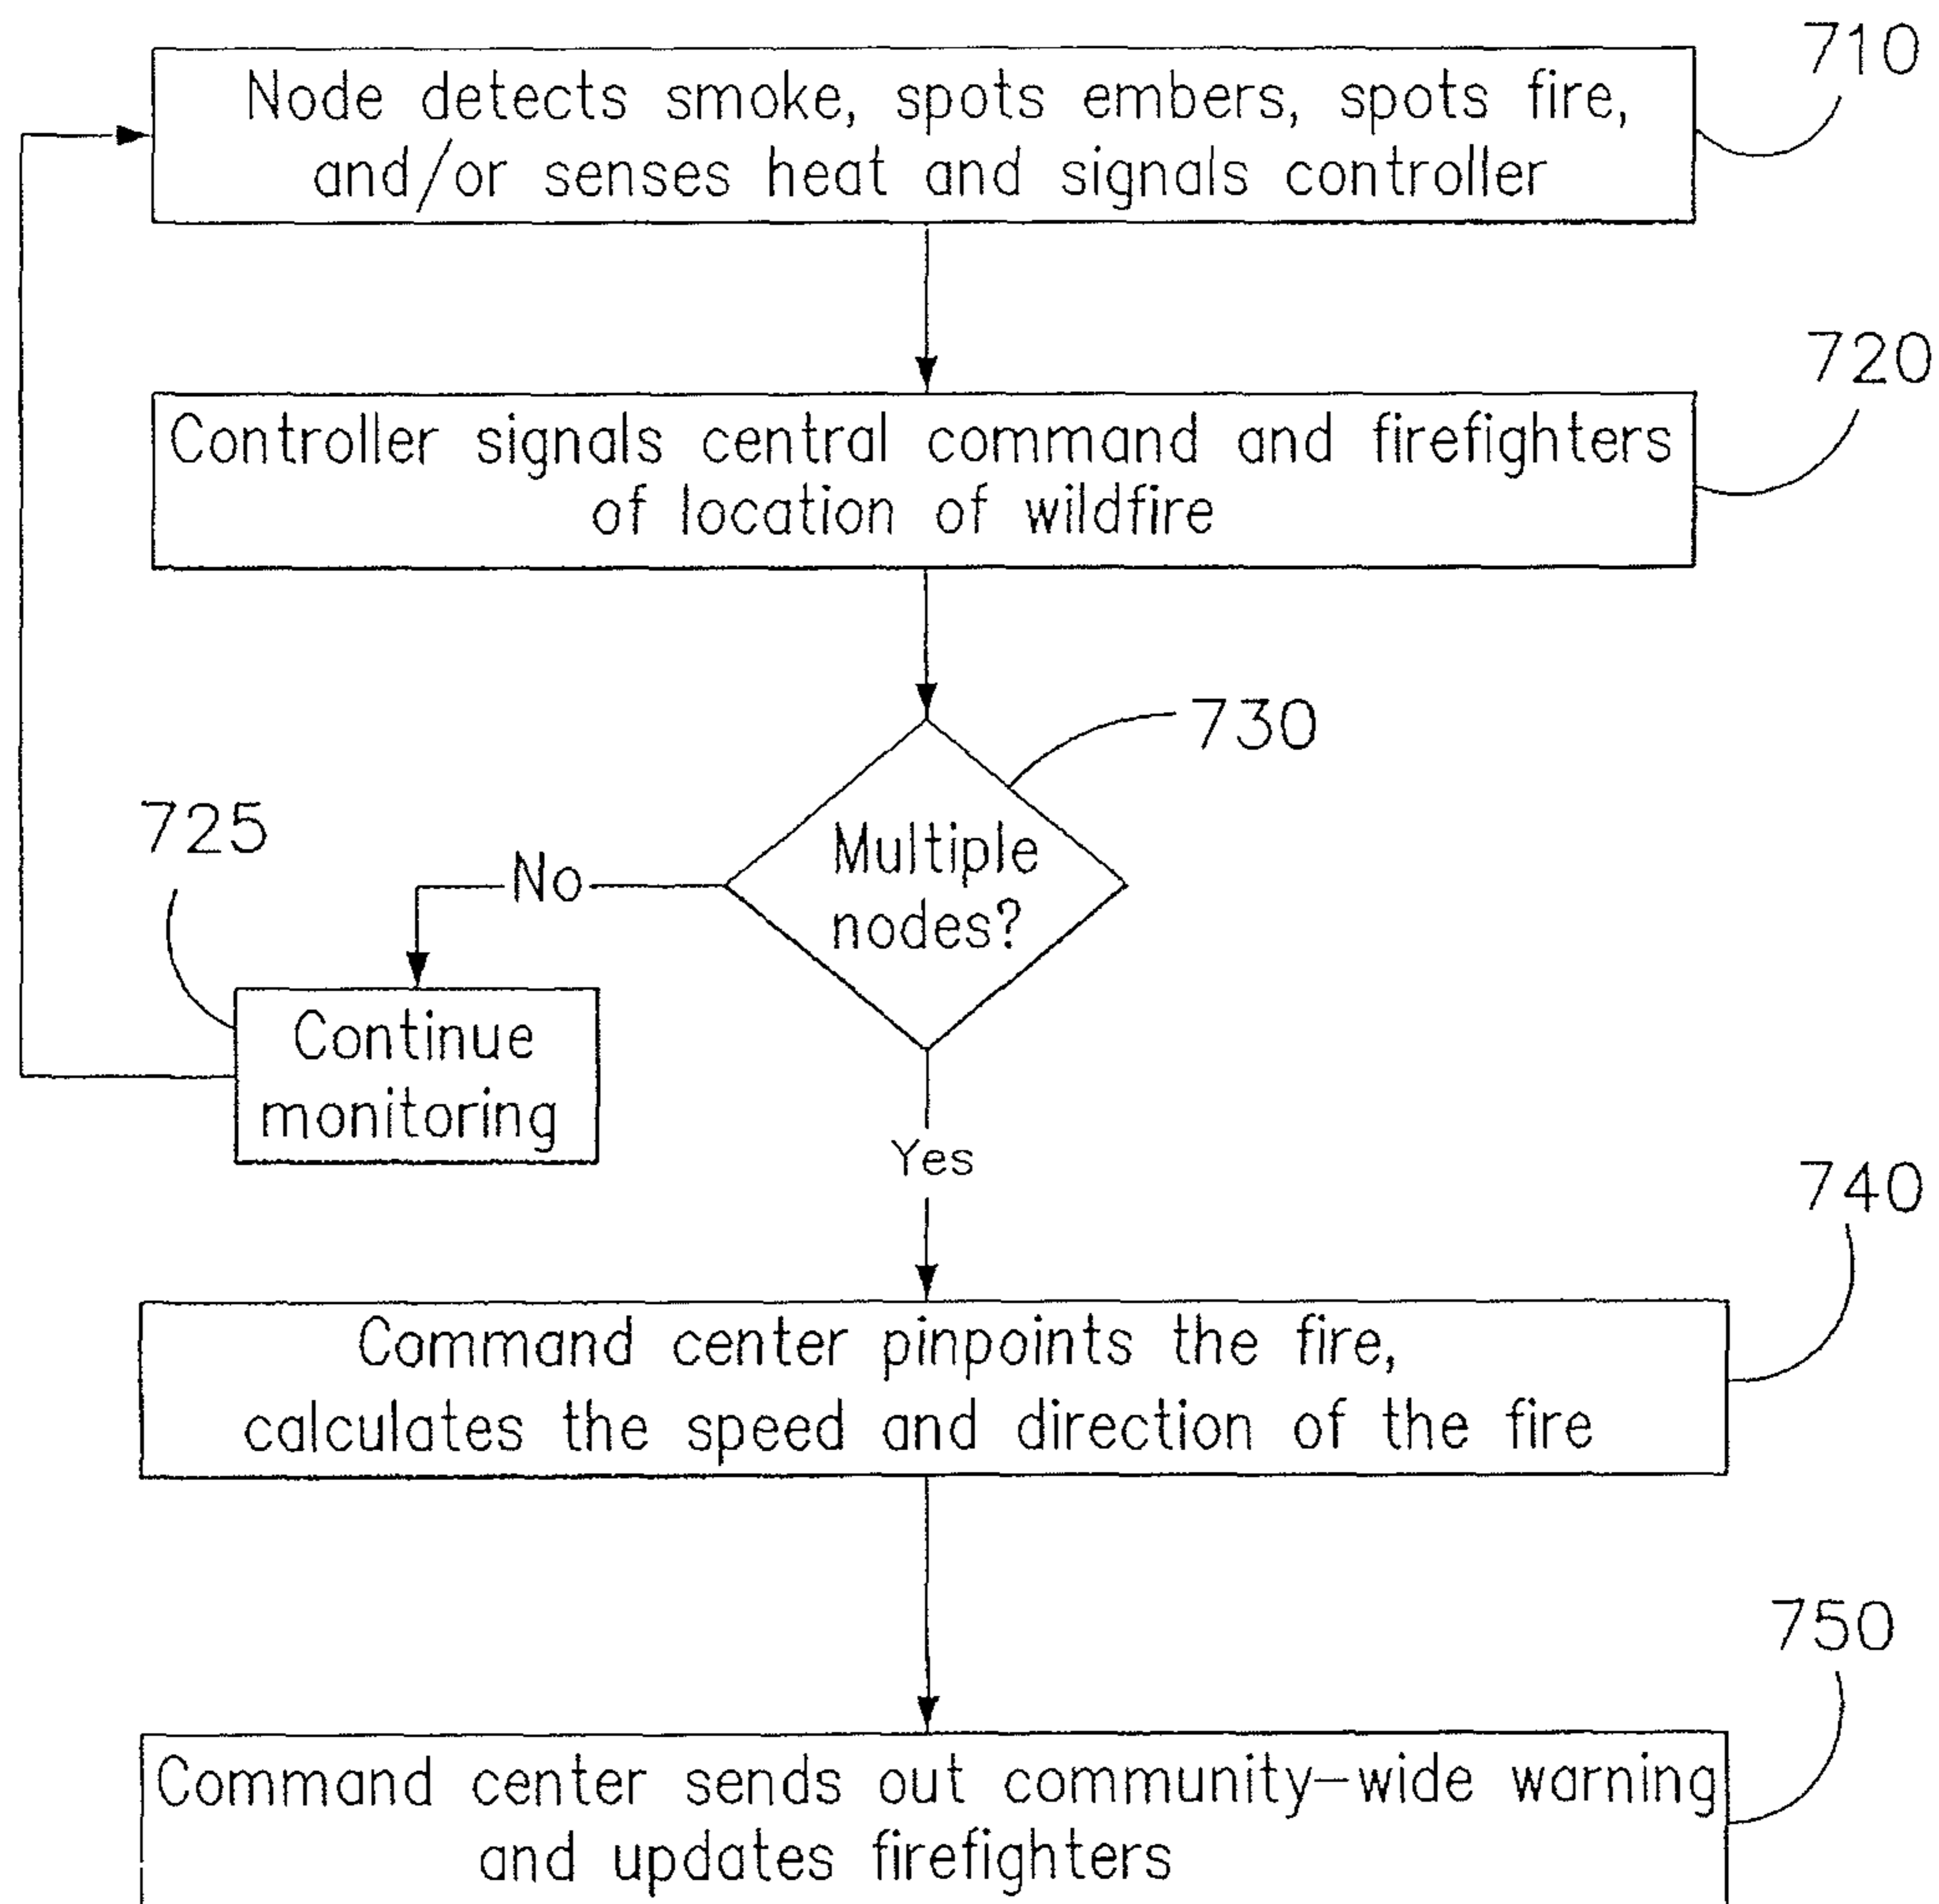 710
Node detects smoke, spots embers, spots fire,
and/or senses heat and signals controller
720
Controller signals central command and firefighters
of location of wildfire
730
Multiple
nodes?
No
725
Continue
monitoring
Yes
740
Command center pinpoints the fire,
calculates the speed and direction of the fire
750
Command center sends out community-wide warning
and updates firefighters